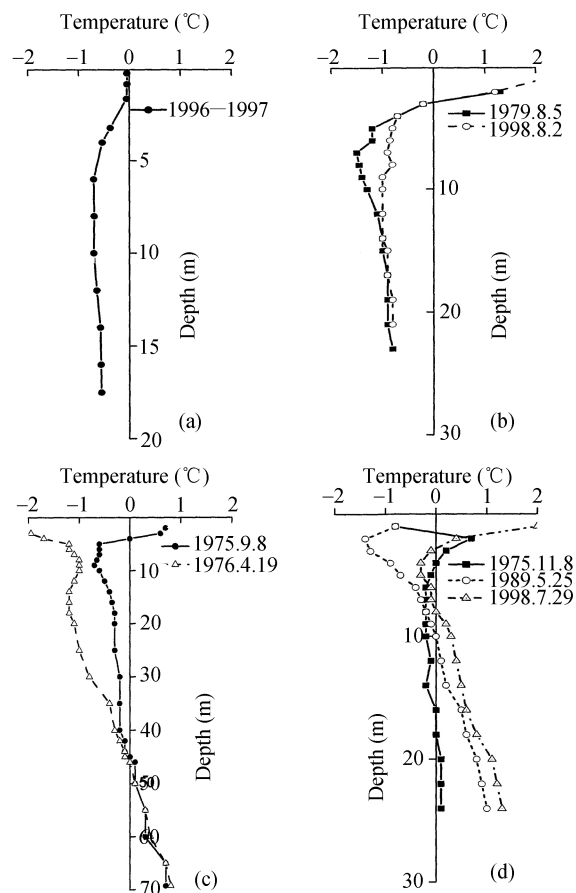 Temperature (℃)
−2 −1 0 1 2
1996—1997
5
10
15
20
Depth (m)
(a)
Temperature (℃)
−2 −1 0 1 2
1979.8.5
1998.8.2
10
20
30
Depth (m)
(b)
Temperature (℃)
−2 −1 0 1 2
1975.9.8
1976.4.19
10
20
30
40
50
60
70
Depth (m)
(c)
Temperature (℃)
−2 −1 0 1 2
1975.11.8
1989.5.25
1998.7.29
10
20
30
Depth (m)
(d)